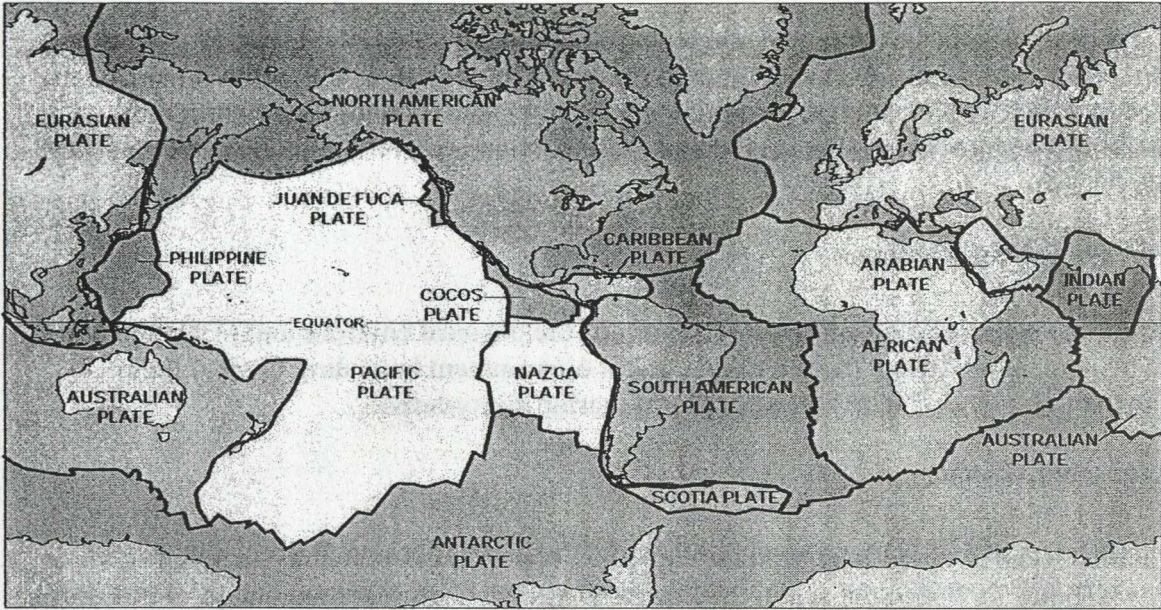 NORTH AMERICAN
PLATE
EURASIAN
PLATE
EURASIAN
PLATE
JUAN DE FUCA
PLATE
PHILIPPINE
PLATE
CARIBBEAN
PLATE
ARABIAN
PLATE
INDIAN
PLATE
COCOS
PLATE
EQUATOR
AFRICAN
PLATE
AUSTRALIAN
PLATE
PACIFIC
PLATE
NAZCA
PLATE
SOUTH AMERICAN
PLATE
AUSTRALIAN
PLATE
SCOTIA PLATE
ANTARCTIC
PLATE